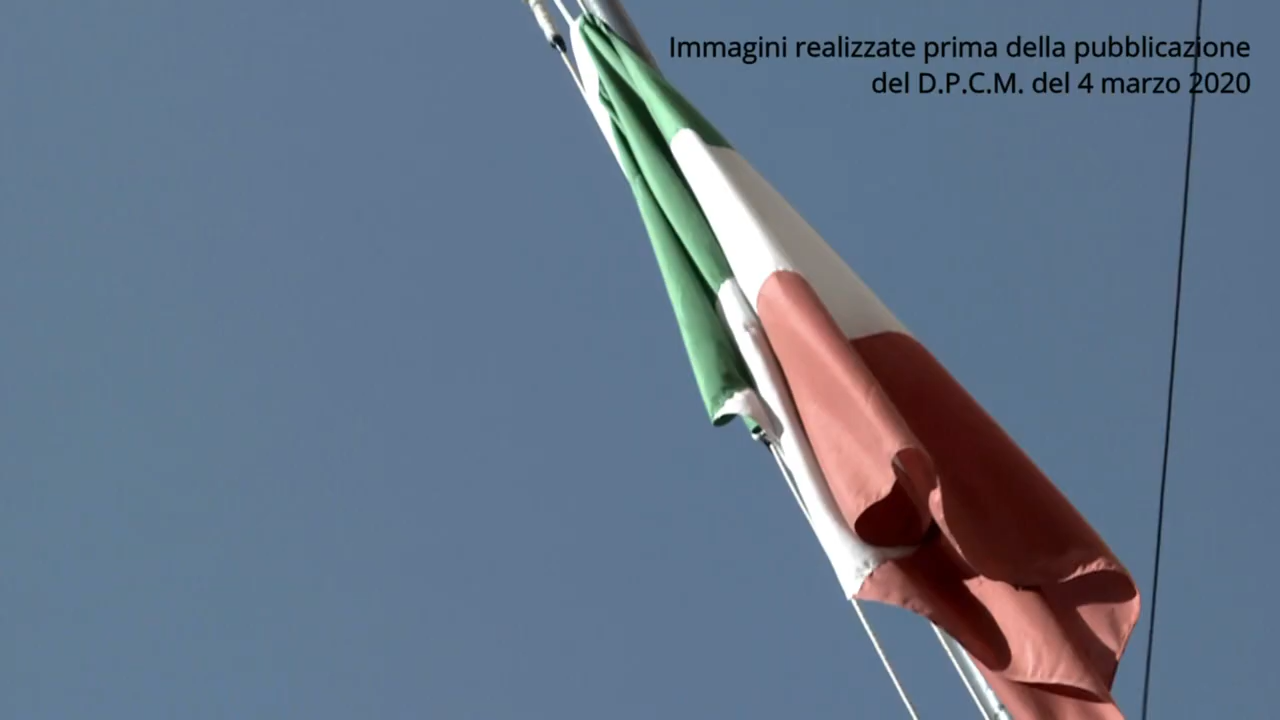 Immagini realizzate prima della pubblicazione
del D.P.C.M. del 4 marzo 2020